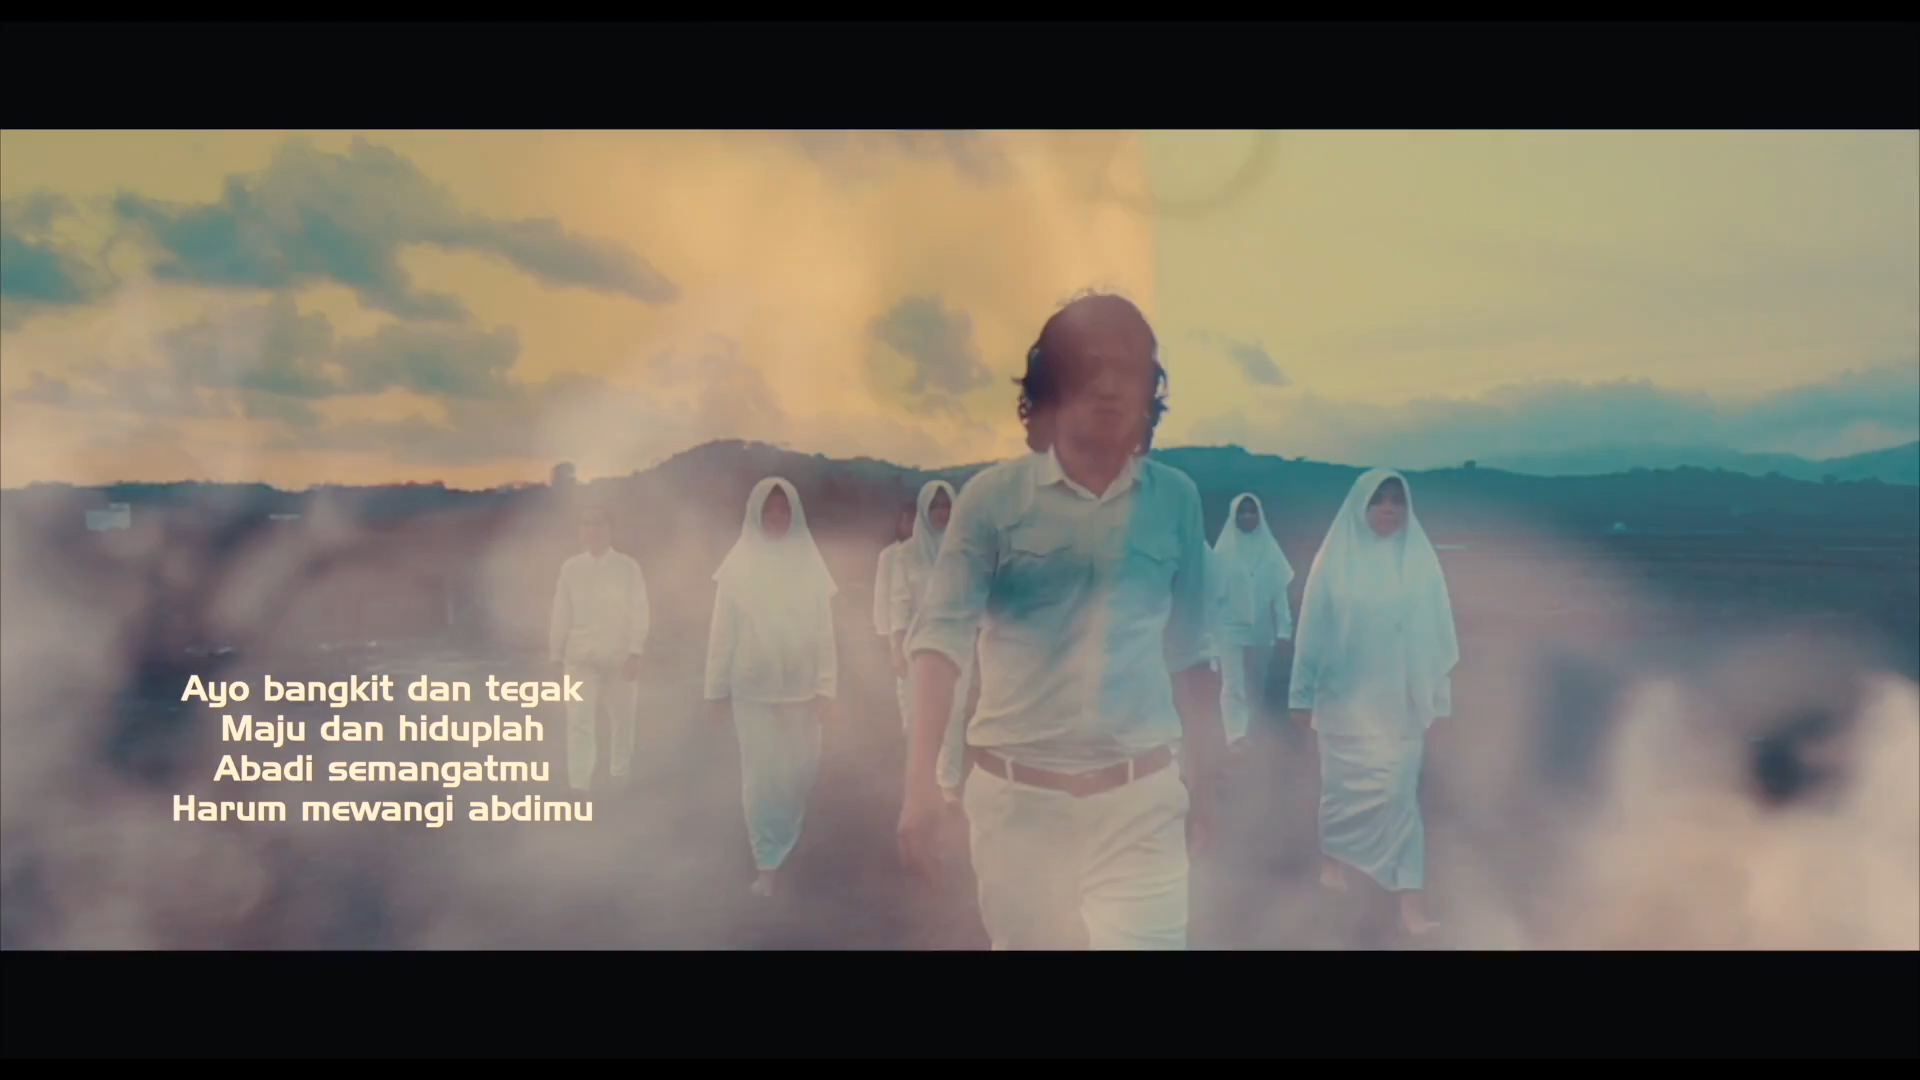 Ayo bangkit dan tegak
Maju dan hiduplah
Abadi semangatmu
Harum mewangi abdimu